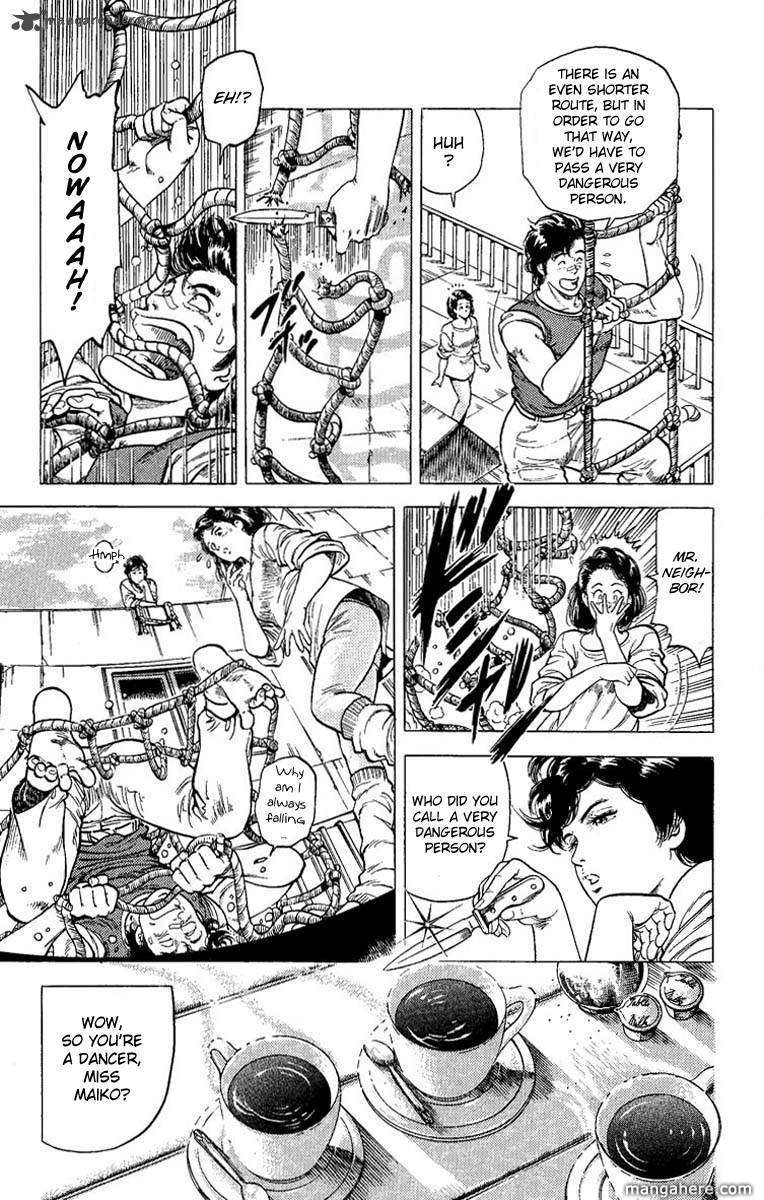 THERE IS AN
EVEN SHORTER
ROUTE, BUT IN
ORDER TO GO
THAT WAY,
WE'D HAVE TO
PASS A VERY
DANGEROUS
PERSON.
HUH
?
EH!?
NOWAAAH!
MR.
NEIGH-
BOR!
Hmph
Why
am I
always
falling
...
WHO DID YOU
CALL A VERY
DANGEROUS
PERSON?
WOW,
SO YOU'RE
A DANCER,
MISS
MAIKO?
mangahere.com